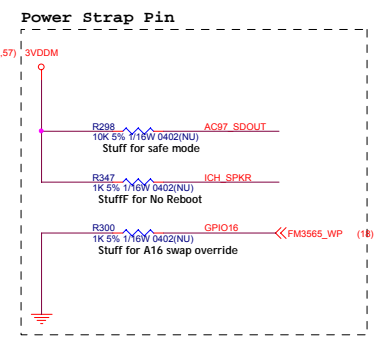 Power Strap Pin
,57) 3VDDM
R298 AC97_SDOUT
10K 5% 1/16W 0402(NU)
Stuff for safe mode
R347 ICH_SPKR
1K 5% 1/16W 0402(NU)
StuffF for No Reboot
R300 GPIO16
FM3565_WP (18)
1K 5% 1/16W 0402(NU)
Stuff for A16 swap override